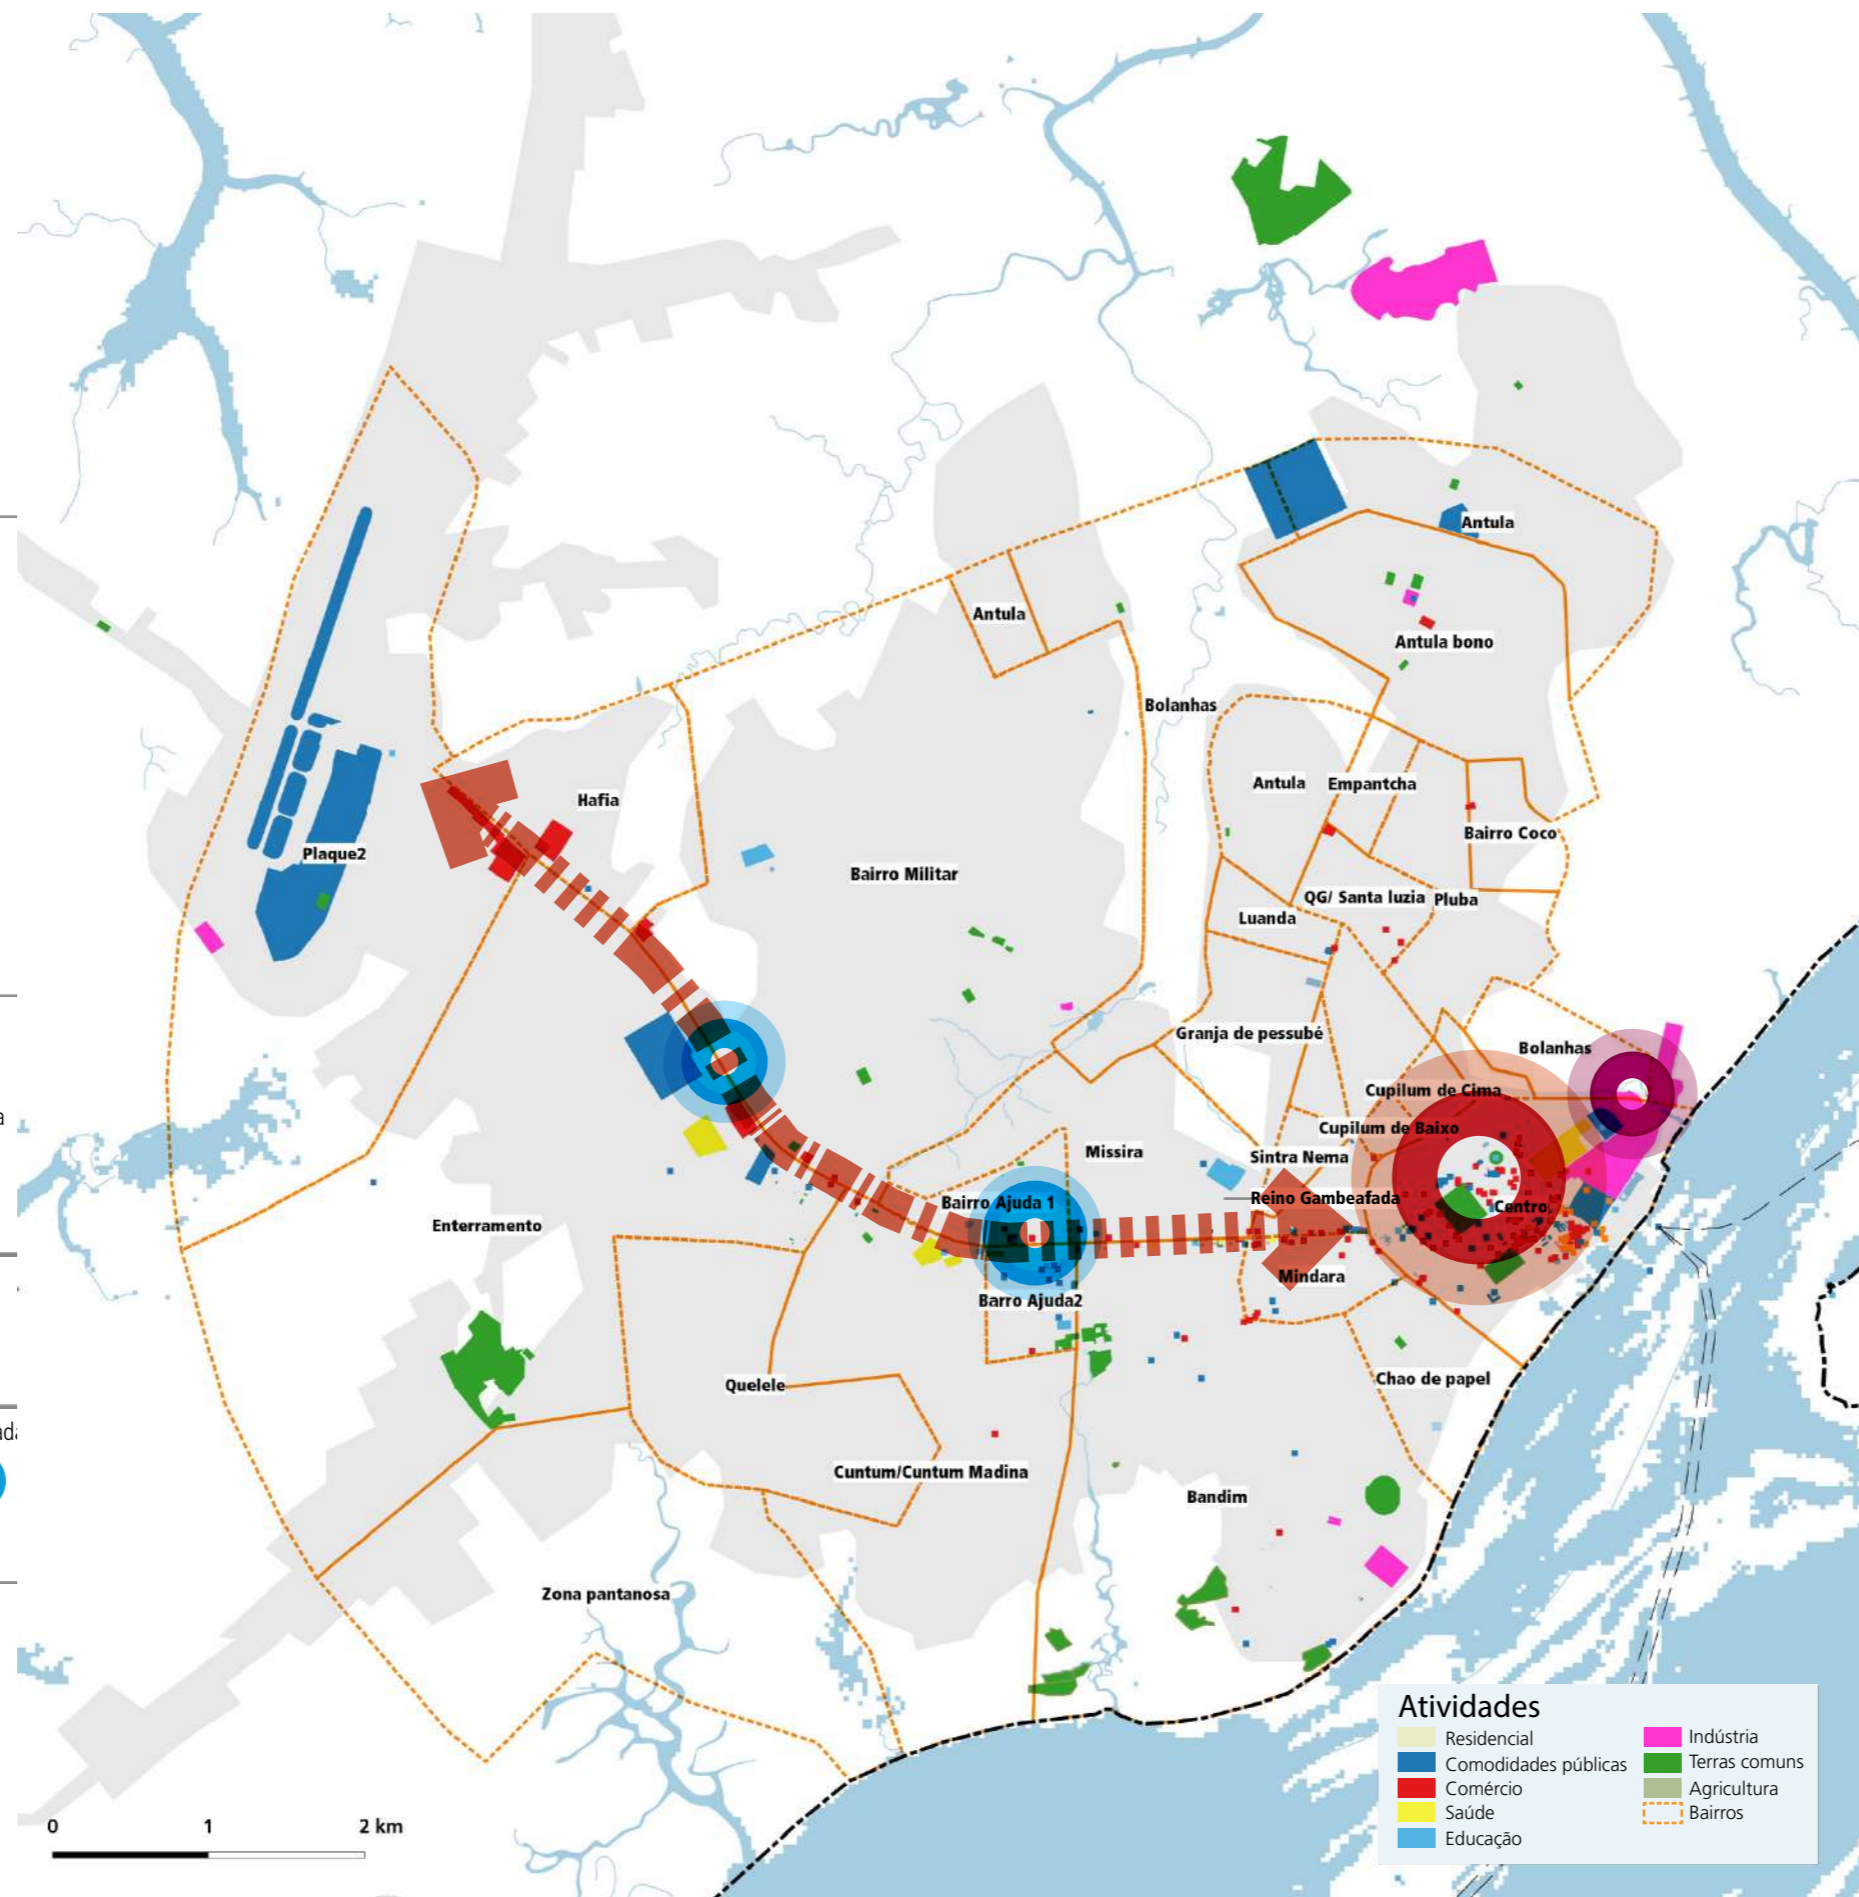 Antula
Antula
Antula bono
Bolanhas
Antula
Empantcha
Hafia
Bairro Coco
Plaque2
Bairro Militar
QG/ Santa luzia
Pluba
Luanda
Granja de pessubé
Bolanhas
Cupilum de Cima
a
Cupilum de Baixo
Missira
Sintra Nema
Bairro Ajuda 1
Reino Gambeafada
Centro
Enterramento
Mindara
Barro Ajuda2
Quelele
Chao de papel
Cuntum/Cuntum Madina
Bandim
Zona pantanosa
Atividades
Residencial
Comodidades públicas
Comércio
Saúde
Educação
Indústria
Terras comuns
Agricultura
Bairros
0 1 2 km